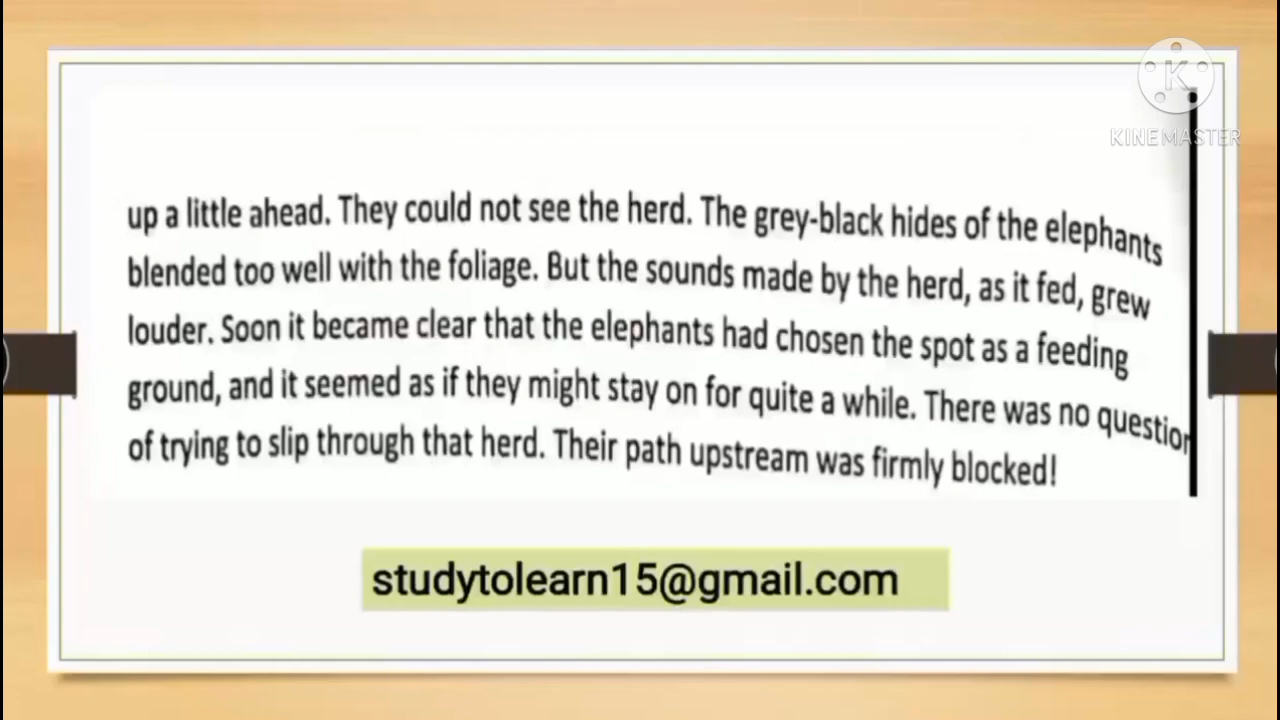 KINEMASTER
up a little ahead. They could not see the herd. The grey-black hides of the elephants
blended too well with the foliage. But the sounds made by the herd, as it fed, grew
louder. Soon it became clear that the elephants had chosen the spot as a feeding
ground, and it seemed as if they might stay on for quite a while. There was no question
of trying to slip through that herd. Their path upstream was firmly blocked!
studytolearn15@gmail.com